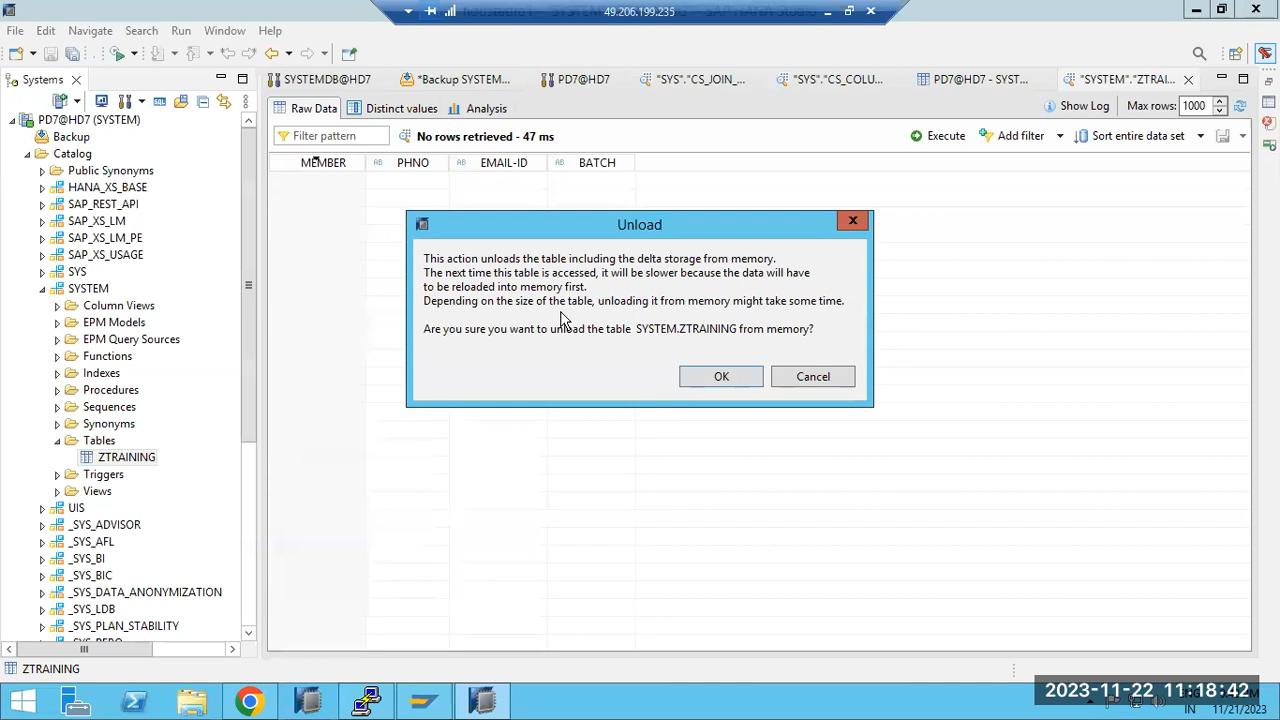 49.206.199.235
File Edit Navigate Search Run Window Help
Systems
SYSTEMDB@HD7
*Backup SYSTEM...
PD7@HD7
"SYS"."CS_JOIN_...
"SYS"."CS_COLU...
PD7@HD7 - SYST...
"SYSTEM"."ZTRAI...
PD7@HD7 (SYSTEM)
Raw Data
Distinct values
Analysis
Show Log
Max rows: 1000
Filter pattern
No rows retrieved - 47 ms
Execute
Add filter
Sort entire data set
MEMBER
AB PHNO
AB EMAIL-ID
AB BATCH
Backup
Catalog
Public Synonyms
HANA_XS_BASE
SAP_REST_API
SAP_XS_LM
SAP_XS_LM_PE
SAP_XS_USAGE
SYS
SYSTEM
Column Views
EPM Models
EPM Query Sources
Functions
Indexes
Procedures
Sequences
Synonyms
Tables
ZTRAINING
Triggers
Views
UIS
_SYS_ADVISOR
_SYS_AFL
_SYS_BI
_SYS_BIC
_SYS_DATA_ANONYMIZATION
_SYS_LDB
_SYS_PLAN_STABILITY
Unload
This action unloads the table including the delta storage from memory.
The next time this table is accessed, it will be slower because the data will have
to be reloaded into memory first.
Depending on the size of the table, unloading it from memory might take some time.
Are you sure you want to unload the table SYSTEM.ZTRAINING from memory?
OK
Cancel
ZTRAINING
2023-11-22 11:18:42
IN
11/21/2023